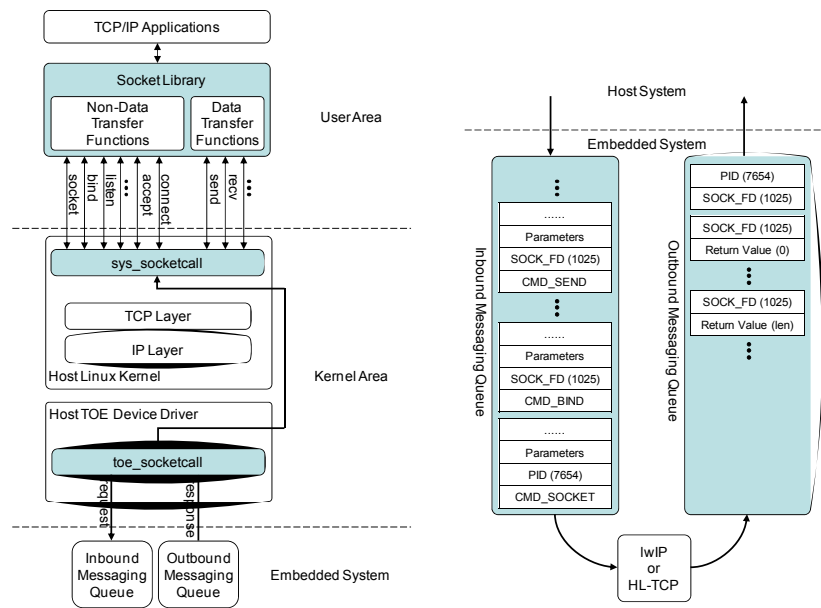 TCP/IP Applications
Socket Library
Non-Data
Transfer
Functions
Data
Transfer
Functions
User Area
socket
bind
listen
accept
connect
send
recv
sys_socketcall
TCP Layer
IP Layer
Host Linux Kernel
Kernel Area
Host TOE Device Driver
toe_socketcall
request
response
Inbound
Messaging
Queue
Outbound
Messaging
Queue
Embedded System
Host System
Embedded System
Inbound Messaging Queue
......
Parameters
SOCK_FD (1025)
CMD_SEND
......
Parameters
SOCK_FD (1025)
CMD_BIND
......
Parameters
PID (7654)
CMD_SOCKET
Outbound Messaging Queue
PID (7654)
SOCK_FD (1025)
SOCK_FD (1025)
Return Value (0)
SOCK_FD (1025)
Return Value (len)
lwIP
or
HL-TCP